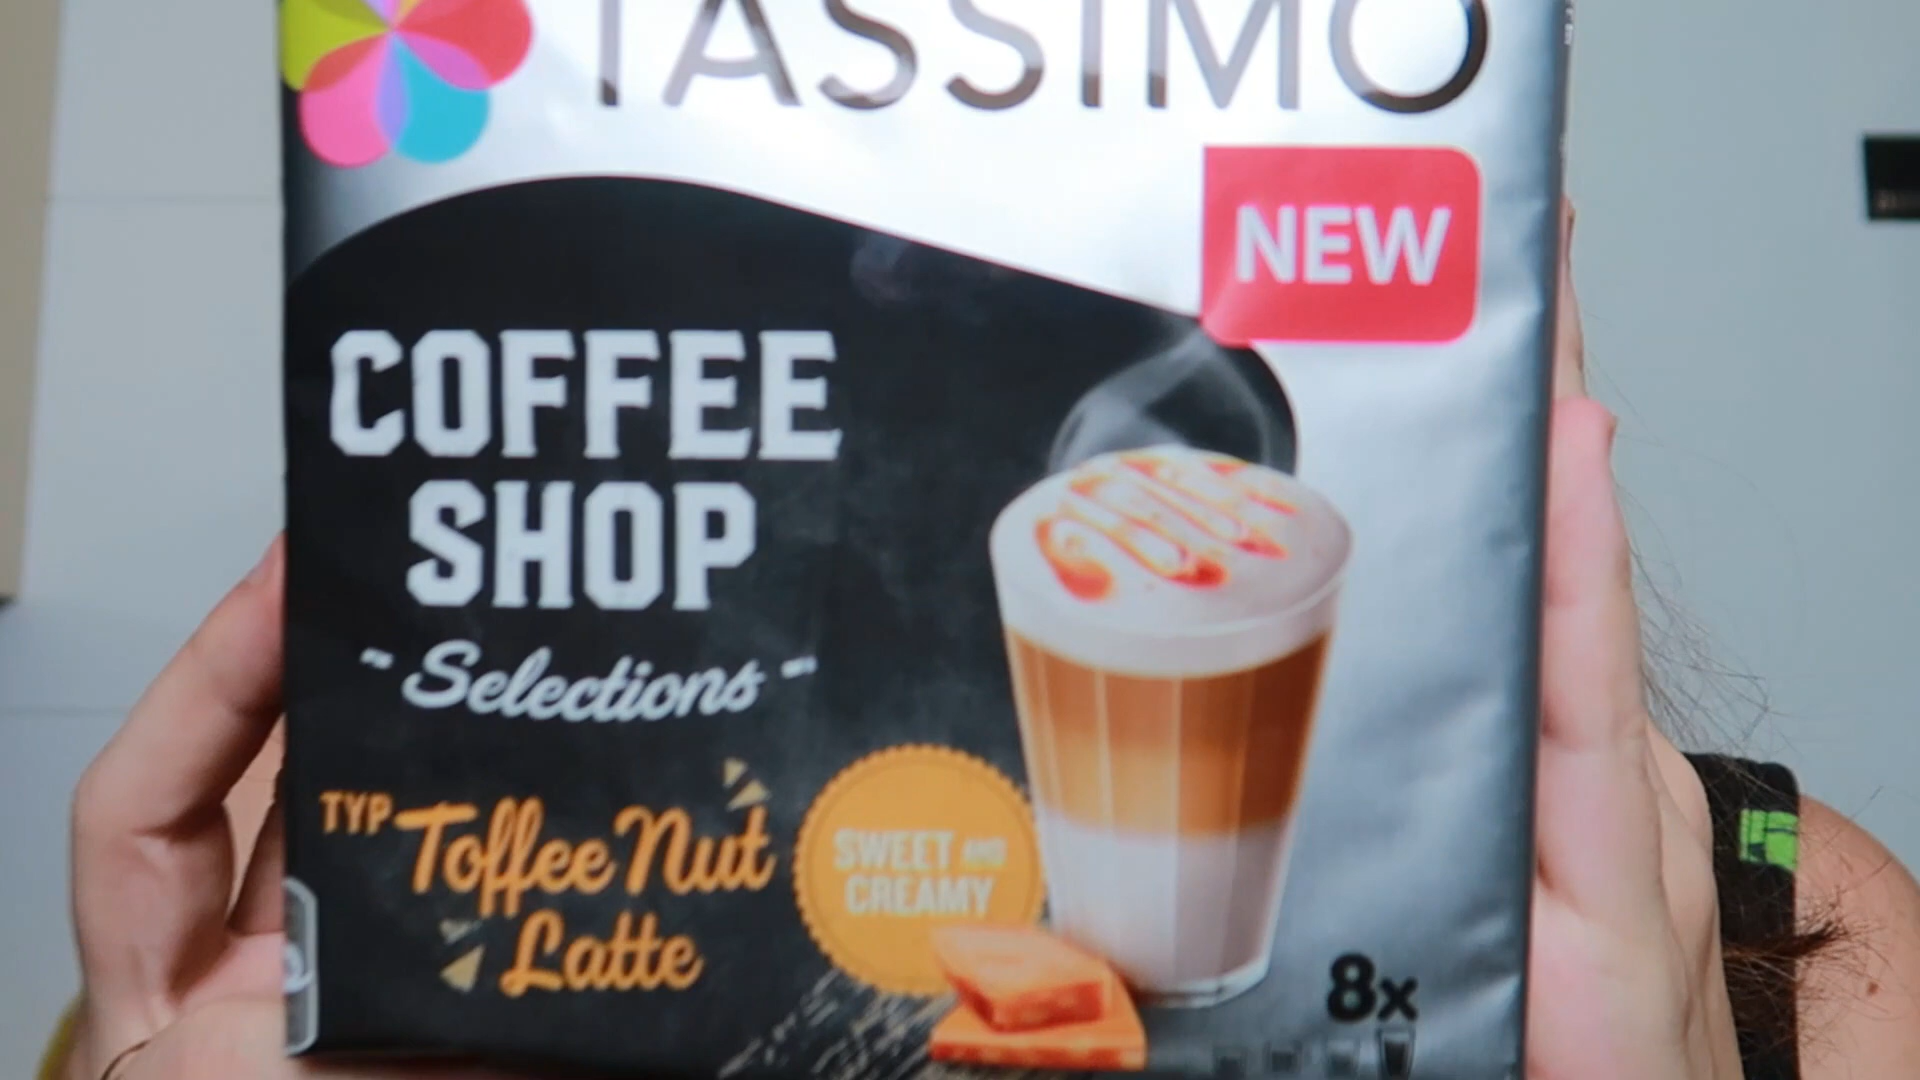 TASSIMO
NEW
COFFEE
SHOP
~ Selections ~
TYP Toffee Nut
Latte
SWEET AND
CREAMY
8x